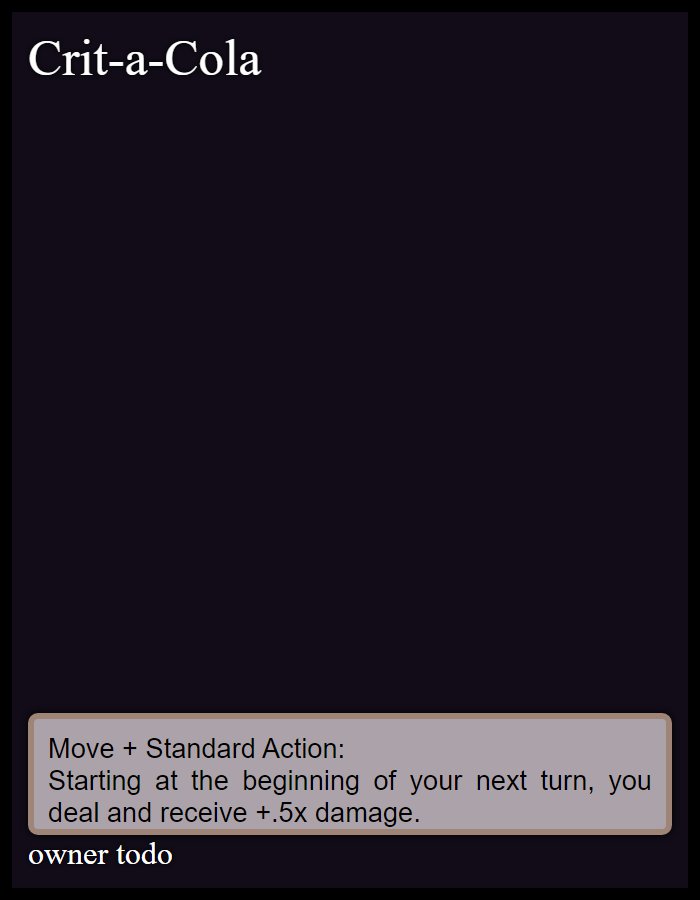 Crit-a-Cola
Move + Standard Action:
Starting at the beginning of your next turn, you
deal and receive +.5x damage.
owner todo